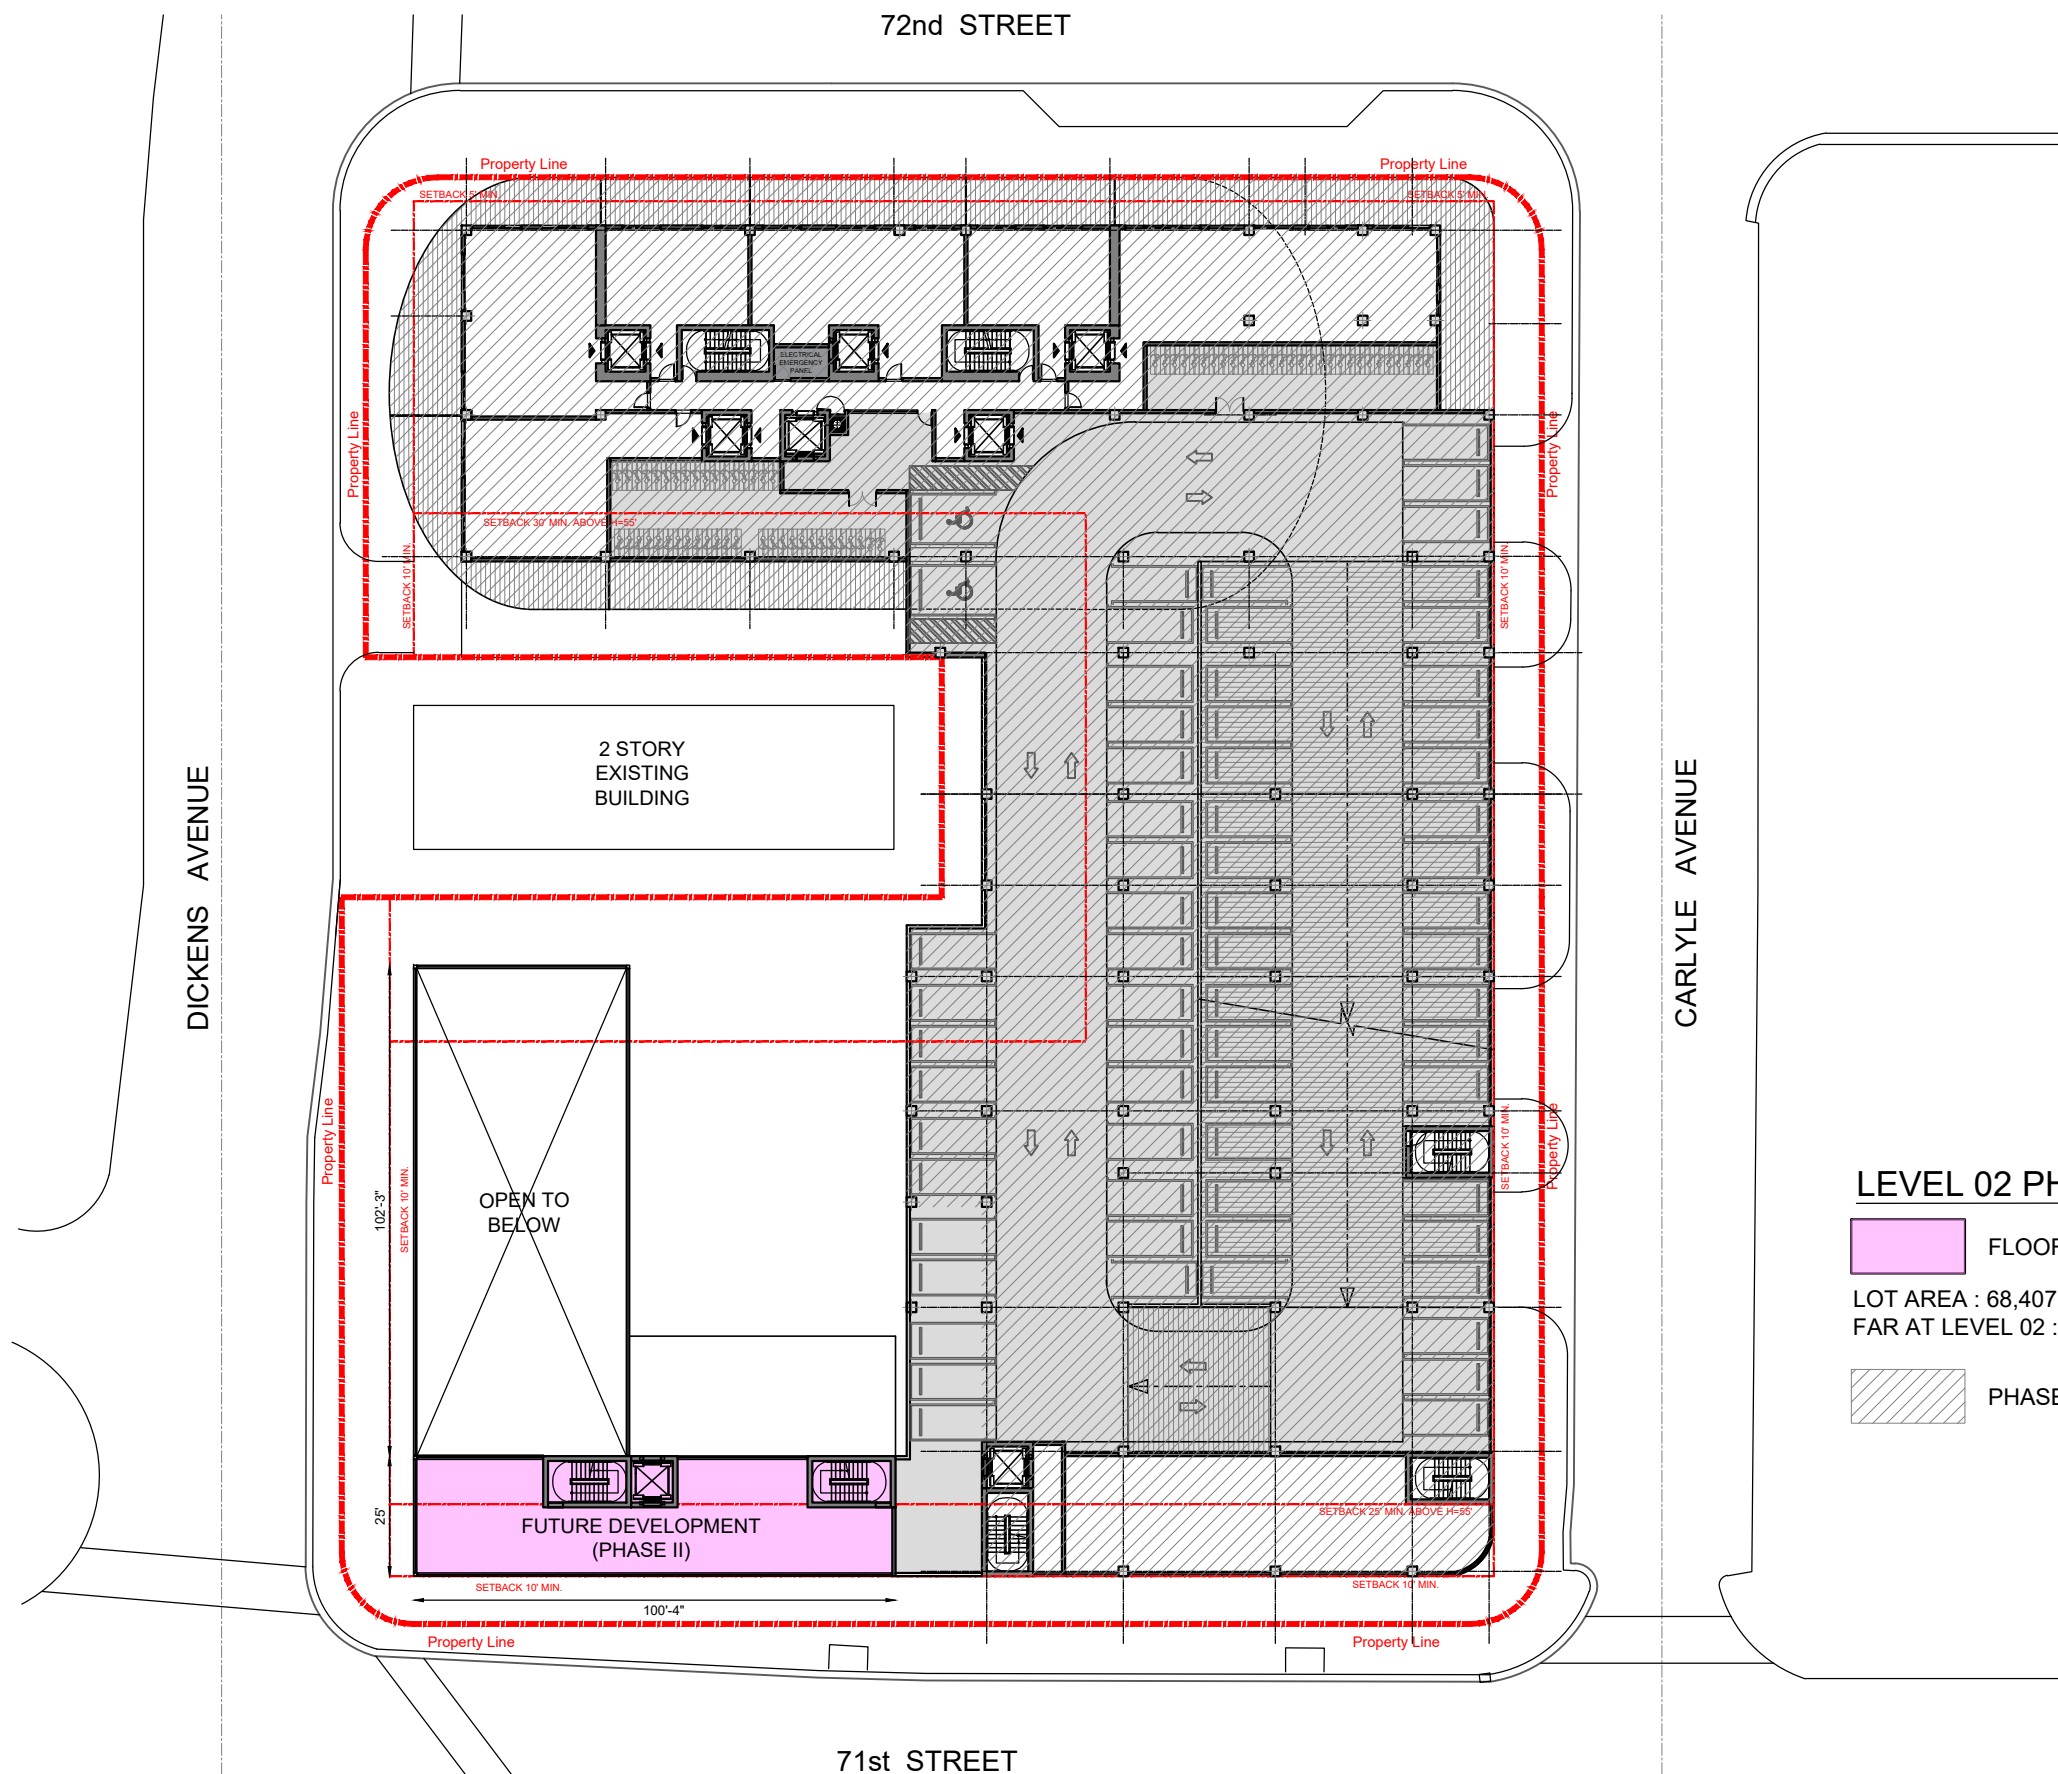 72nd STREET
Property Line
Property Line
SETBACK 5' MIN.
SETBACK 5' MIN.
ELECTRICAL
EMERGENCY
PANEL
Property Line
Property Line
SETBACK 30' MIN. ABOVE H=55'
SETBACK 10' MIN.
SETBACK 10' MIN.
2 STORY
EXISTING
BUILDING
DICKENS AVENUE
CARLYLE AVENUE
Property Line
SETBACK 10' MIN.
102'-3"
OPEN TO
BELOW
SETBACK 10' MIN.
Property Line
LEVEL 02 PH
FLOOR
LOT AREA : 68,407
FAR AT LEVEL 02 :
PHASE
25'
FUTURE DEVELOPMENT
(PHASE II)
SETBACK 25' MIN. ABOVE H=55'
SETBACK 10' MIN.
SETBACK 10' MIN.
100'-4"
Property Line
Property Line
71st STREET